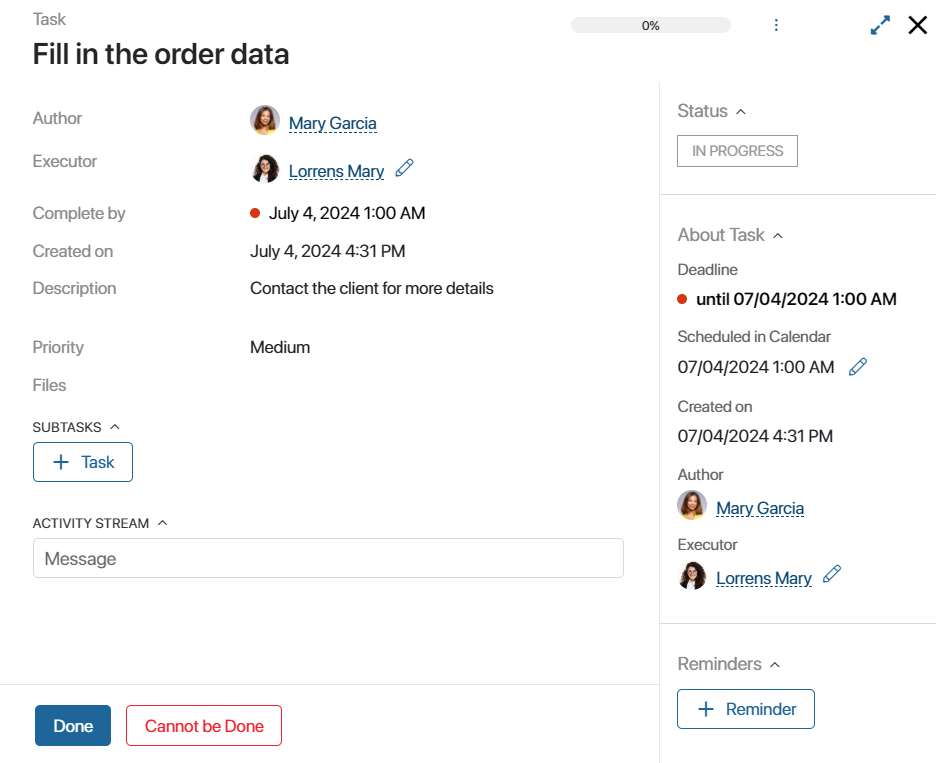 Task
0%
Fill in the order data
Author
Mary Garcia
Executor
Lorrens Mary
Complete by
July 4, 2024 1:00 AM
Created on
July 4, 2024 4:31 PM
Description
Contact the client for more details
Priority
Medium
Files
SUBTASKS
+ Task
ACTIVITY STREAM
Message
Done
Cannot be Done
Status
IN PROGRESS
About Task
Deadline
until 07/04/2024 1:00 AM
Scheduled in Calendar
07/04/2024 1:00 AM
Created on
07/04/2024 4:31 PM
Author
Mary Garcia
Executor
Lorrens Mary
Reminders
+ Reminder